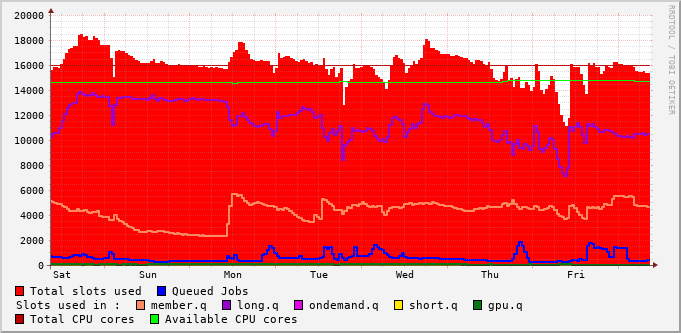 RRDTOOL / TOBI OETIKER
20000
18000
16000
14000
12000
10000
8000
6000
4000
2000
0
Sat Sun Mon Tue Wed Thu Fri
Total slots used Queued Jobs
Slots used in : member.q long.q ondemand.q short.q gpu.q
Total CPU cores Available CPU cores